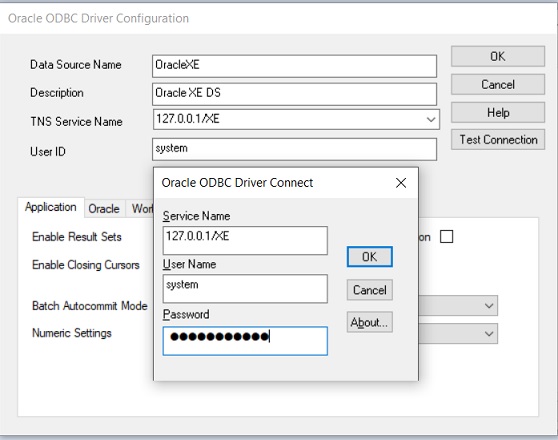 Oracle ODBC Driver Configuration
Data Source Name
OracleXE
OK
Description
Oracle XE DS
Cancel
TNS Service Name
127.0.0.1/XE
Help
User ID
system
Test Connection
Oracle ODBC Driver Connect
Application
Oracle
Service Name
127.0.0.1/XE
Enable Result Sets
OK
User Name
Enable Closing Cursors
system
Cancel
Batch Autocommit Mode
Password
About...
Numeric Settings